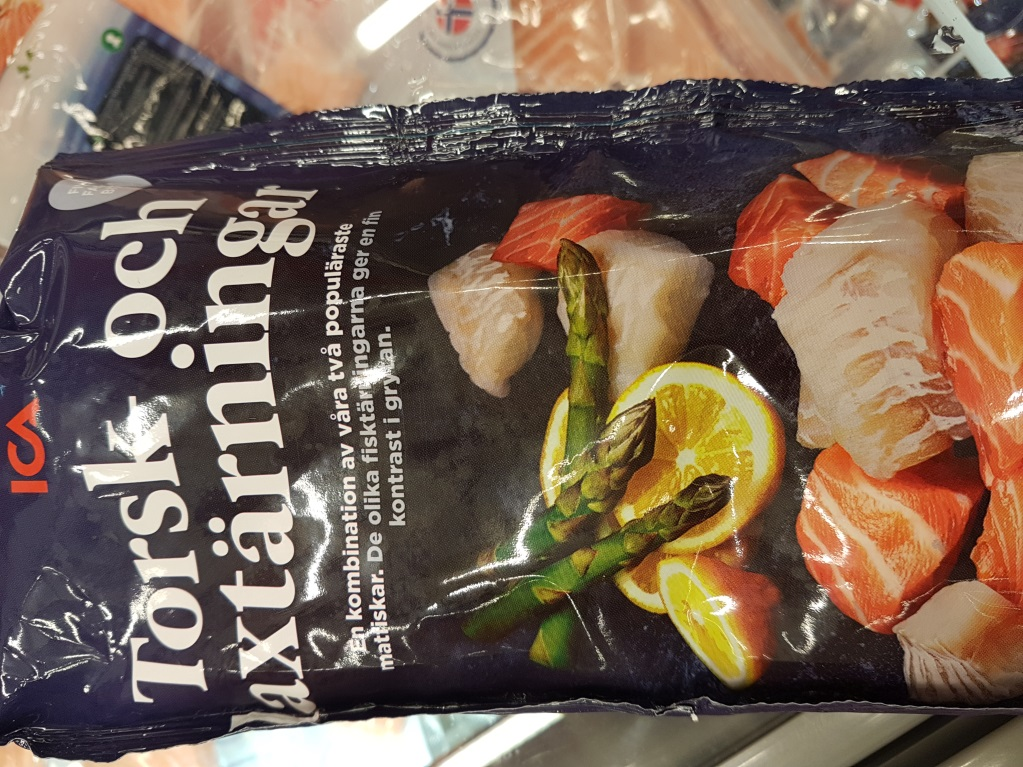 ICA
Torsk- och
laxtärningar
En kombination av våra två populäraste
matfiskar. De olika fisktärningarna ger en fin
kontrast i grytan.